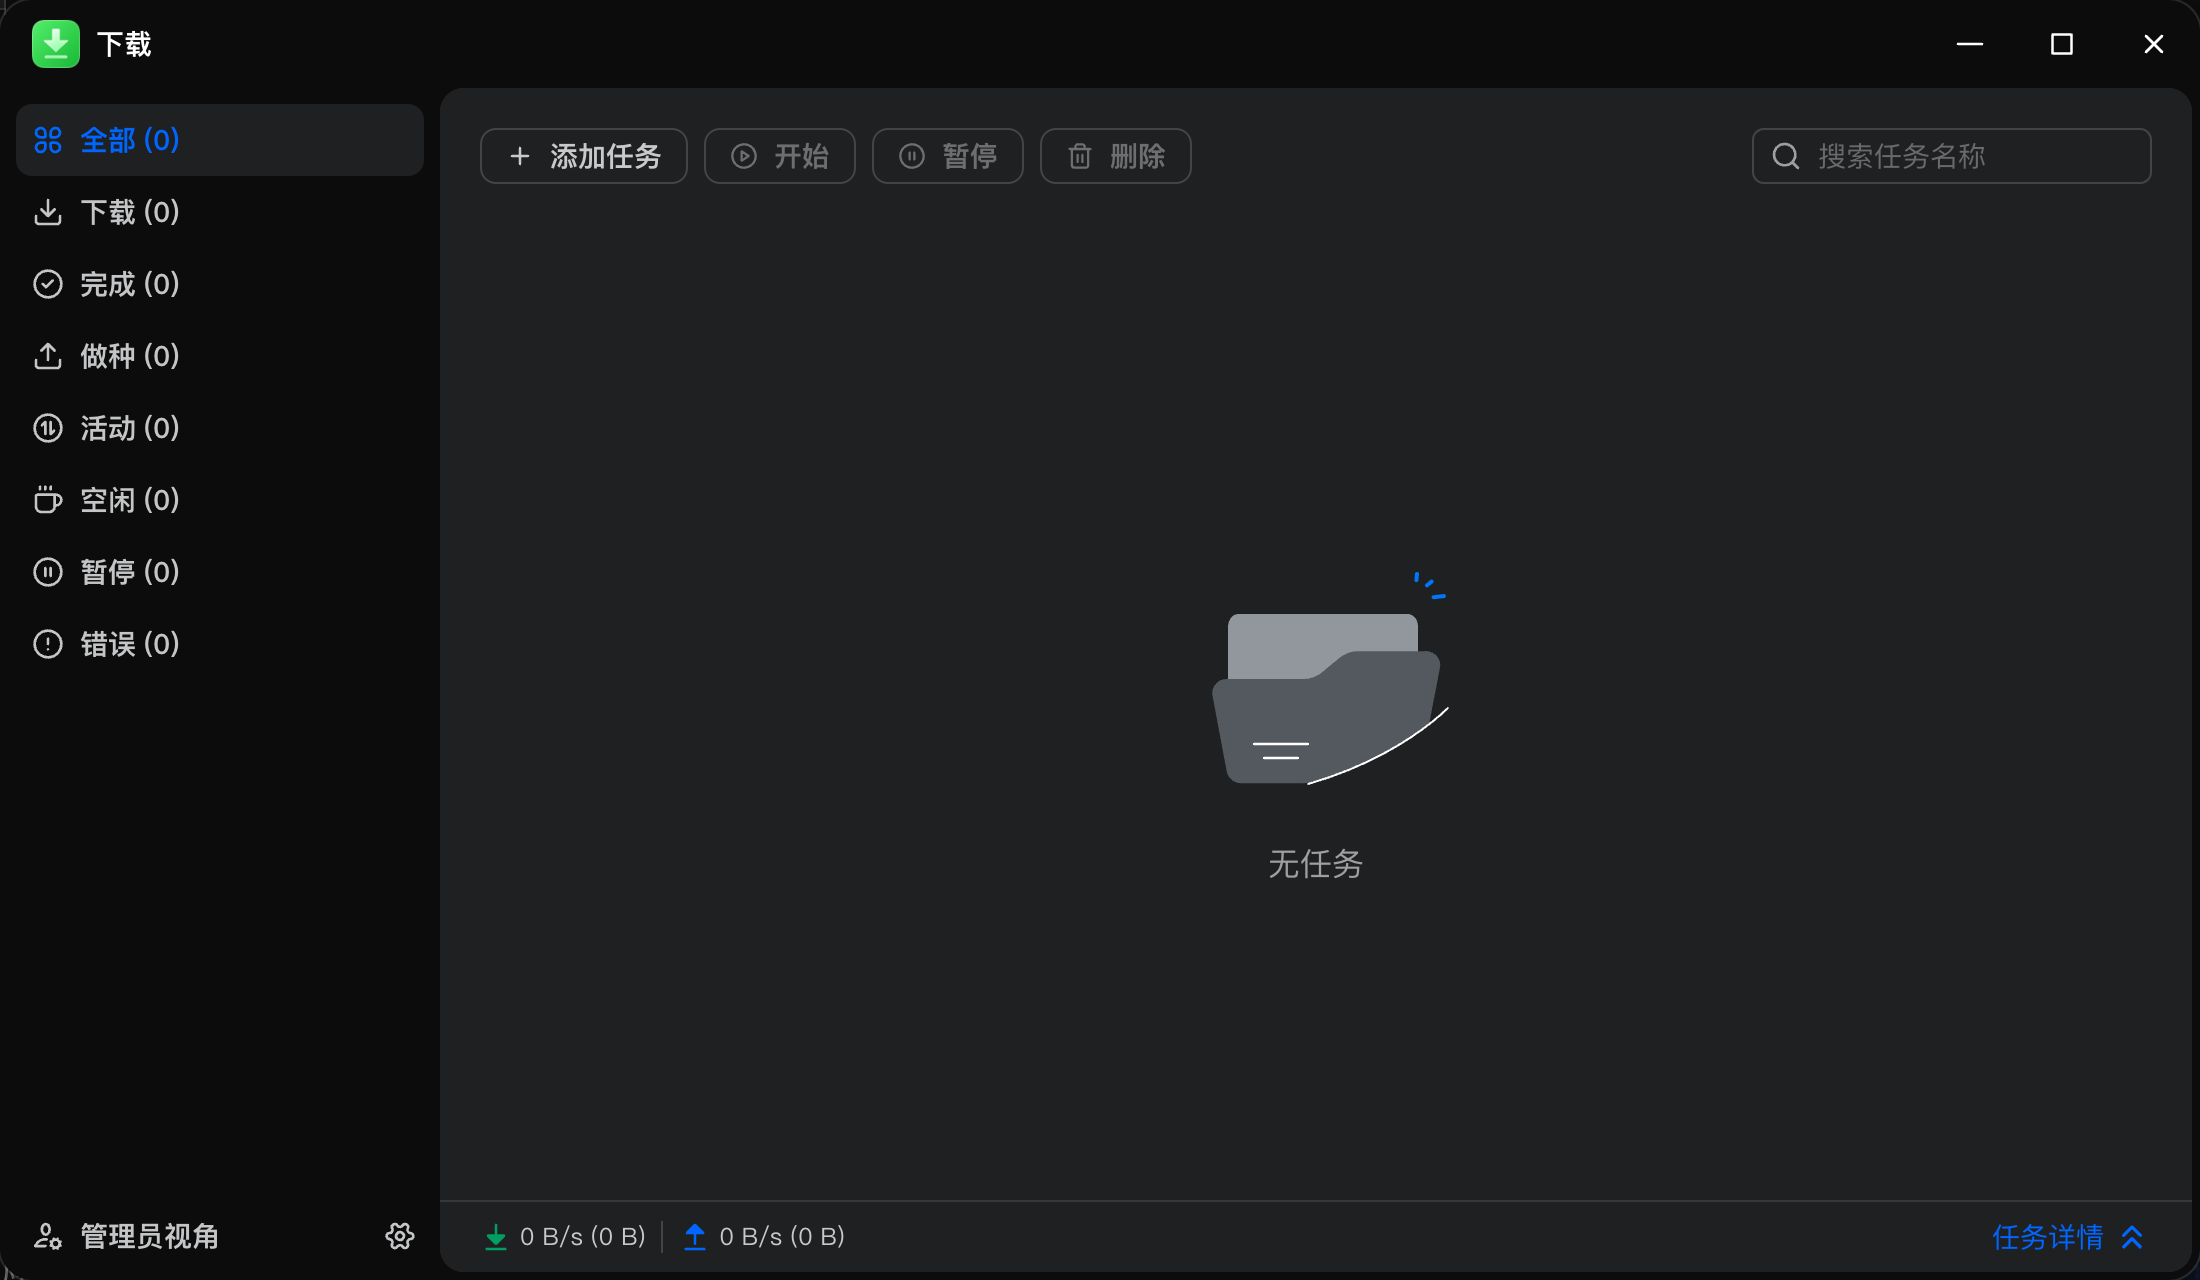 下载
全部 (0)
下载 (0)
完成 (0)
做种 (0)
活动 (0)
空闲 (0)
暂停 (0)
错误 (0)
管理员视角
添加任务 开始 暂停 删除 搜索任务名称
无任务
0 B/s (0 B) 0 B/s (0 B) 任务详情